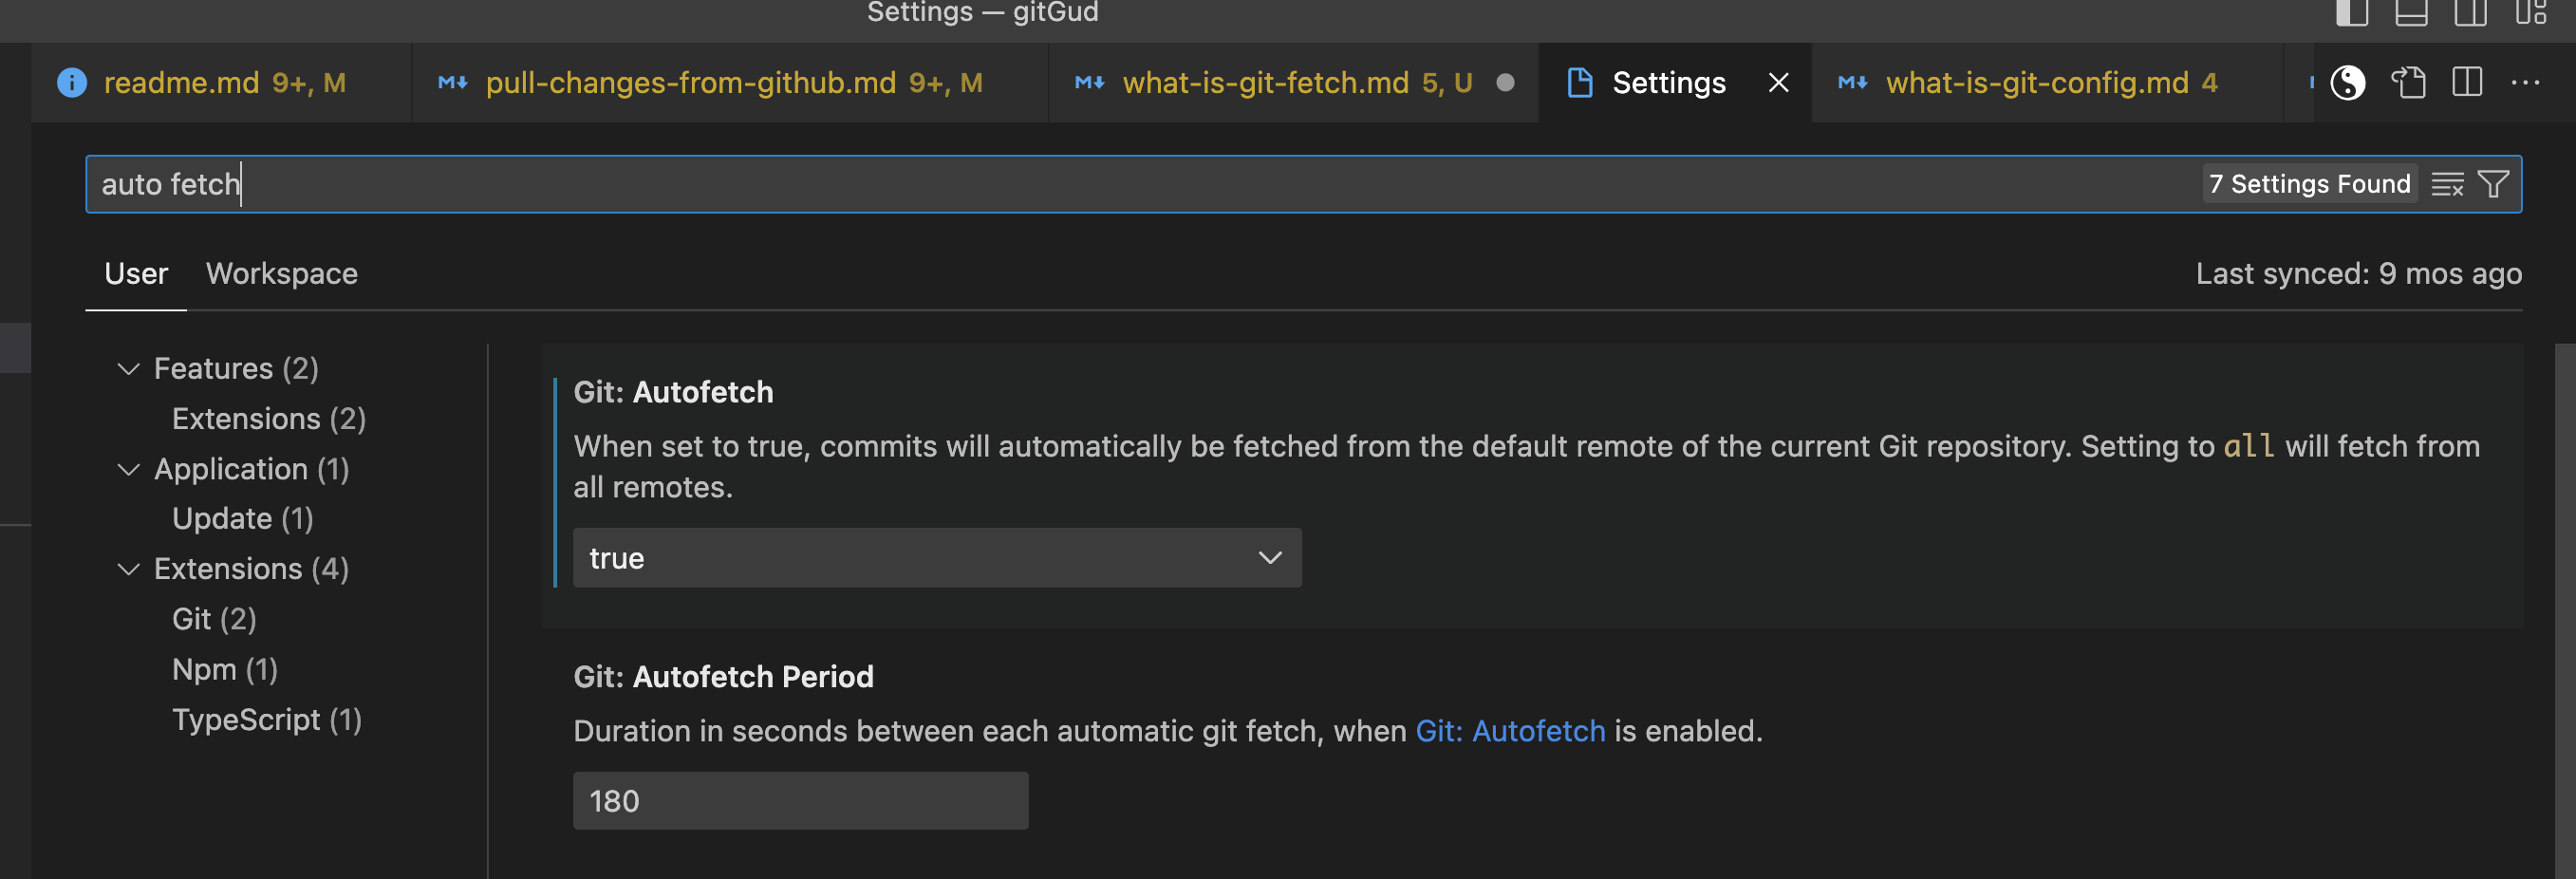 Settings — gitGud
readme.md 9+, M
pull-changes-from-github.md 9+, M
what-is-git-fetch.md 5, U
Settings
what-is-git-config.md 4
auto fetch
7 Settings Found
User
Workspace
Last synced: 9 mos ago
Features (2)
Extensions (2)
Application (1)
Update (1)
Extensions (4)
Git (2)
Npm (1)
TypeScript (1)
Git: Autofetch
When set to true, commits will automatically be fetched from the default remote of the current Git repository. Setting to all will fetch from
all remotes.
true
Git: Autofetch Period
Duration in seconds between each automatic git fetch, when Git: Autofetch is enabled.
180